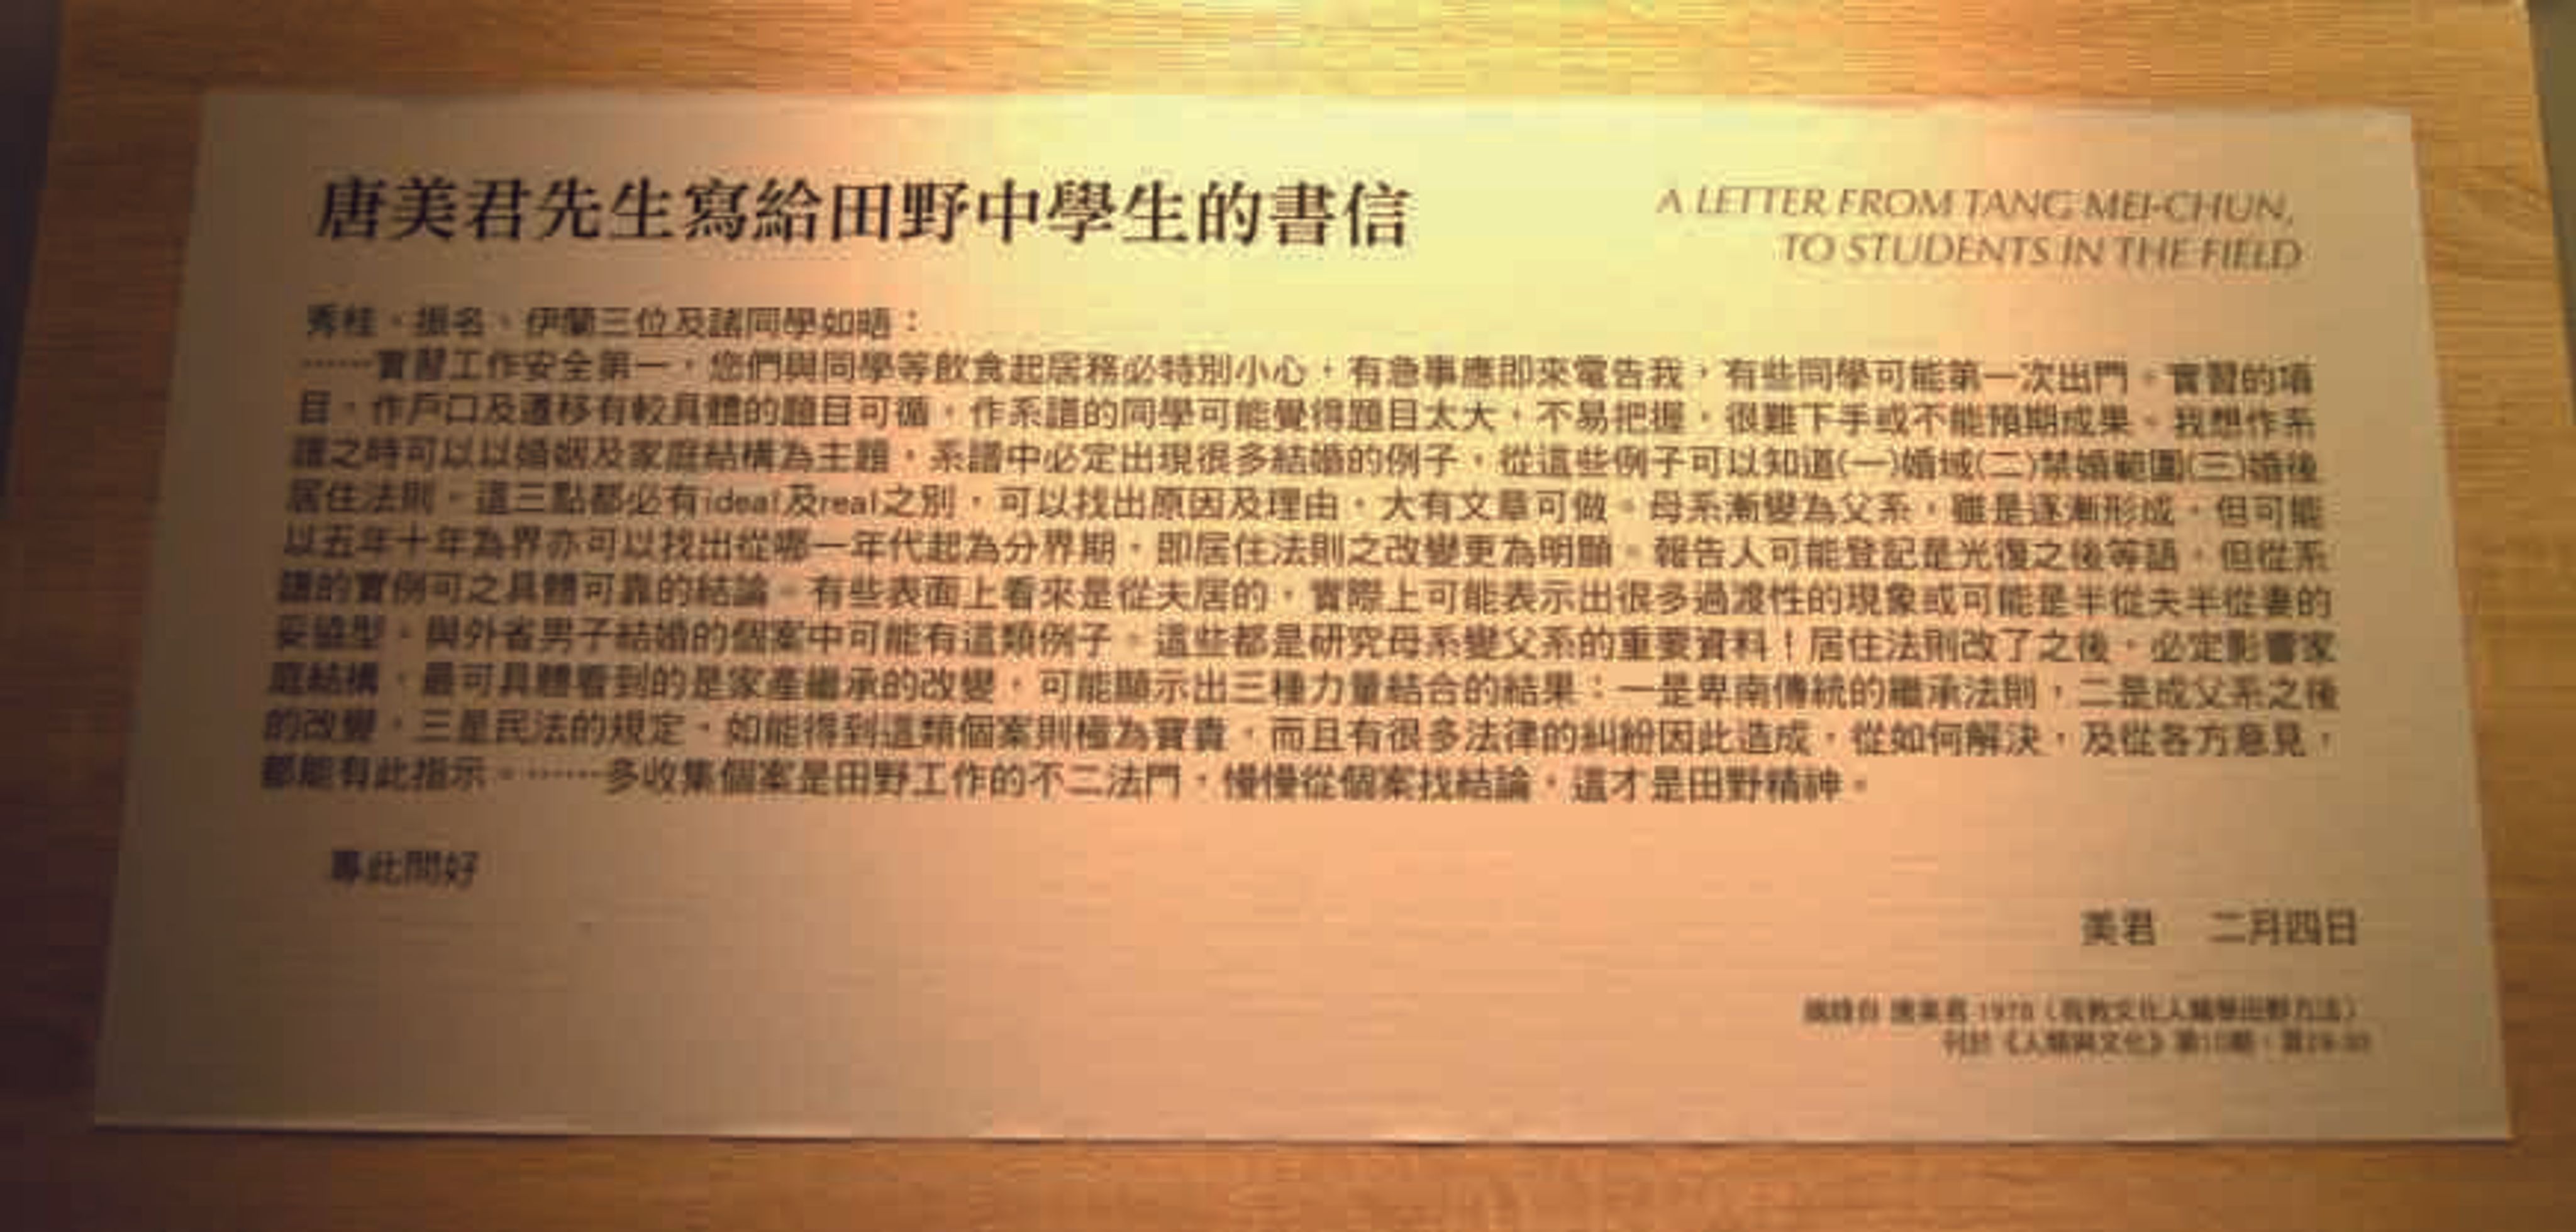 唐美君先生寫給田野中學生的書信
A LETTER FROM TANG MEI-CHUN,
TO STUDENTS IN THE FIELD
秀桂、振名、伊蘭三位及諸同學如晤：
……實習工作安全第一，您們與同學等飲食起居務必特別小心，有急事應即來電告我，有些同學可能第一次出門。實習的項
目，作戶口及遷移有較具體的題目可循，作系譜的同學可能覺得題目太大，不易把握，很難下手或不能預期成果。我想作系
譜之時可以以婚姻及家庭結構為主題，系譜中必定出現很多結婚的例子，從這些例子可以知道(一)婚域(二)禁婚範圍(三)婚後
居住法則。這三點都必有ideal及real之別，可以找出原因及理由，大有文章可做。母系漸變為父系，雖是逐漸形成，但可能
以五年十年為界亦可以找出從哪一年代起為分界期，即居住法則之改變更為明顯。報告人可能登記是光復之後等語，但從系
譜的實例可之具體可靠的結論。有些表面上看來是從夫居的，實際上可能表示出很多過渡性的現象或可能是半從夫半從妻的
妥協型，與外省男子結婚的個案中可能有這類例子。這些都是研究母系變父系的重要資料！居住法則改了之後，必定影響家
庭結構，最可具體看到的是家產繼承的改變，可能顯示出三種力量結合的結果：一是卑南傳統的繼承法則，二是成父系之後
的改變，三是民法的規定，如能得到這類個案則極為寶貴，而且有很多法律的糾紛因此造成，從如何解決，及從各方意見，
都能有此指示。……多收集個案是田野工作的不二法門，慢慢從個案找結論，這才是田野精神。
專此問好
美君 二月四日
唐美君 1978
刊於《人類與文化》第10期，頁